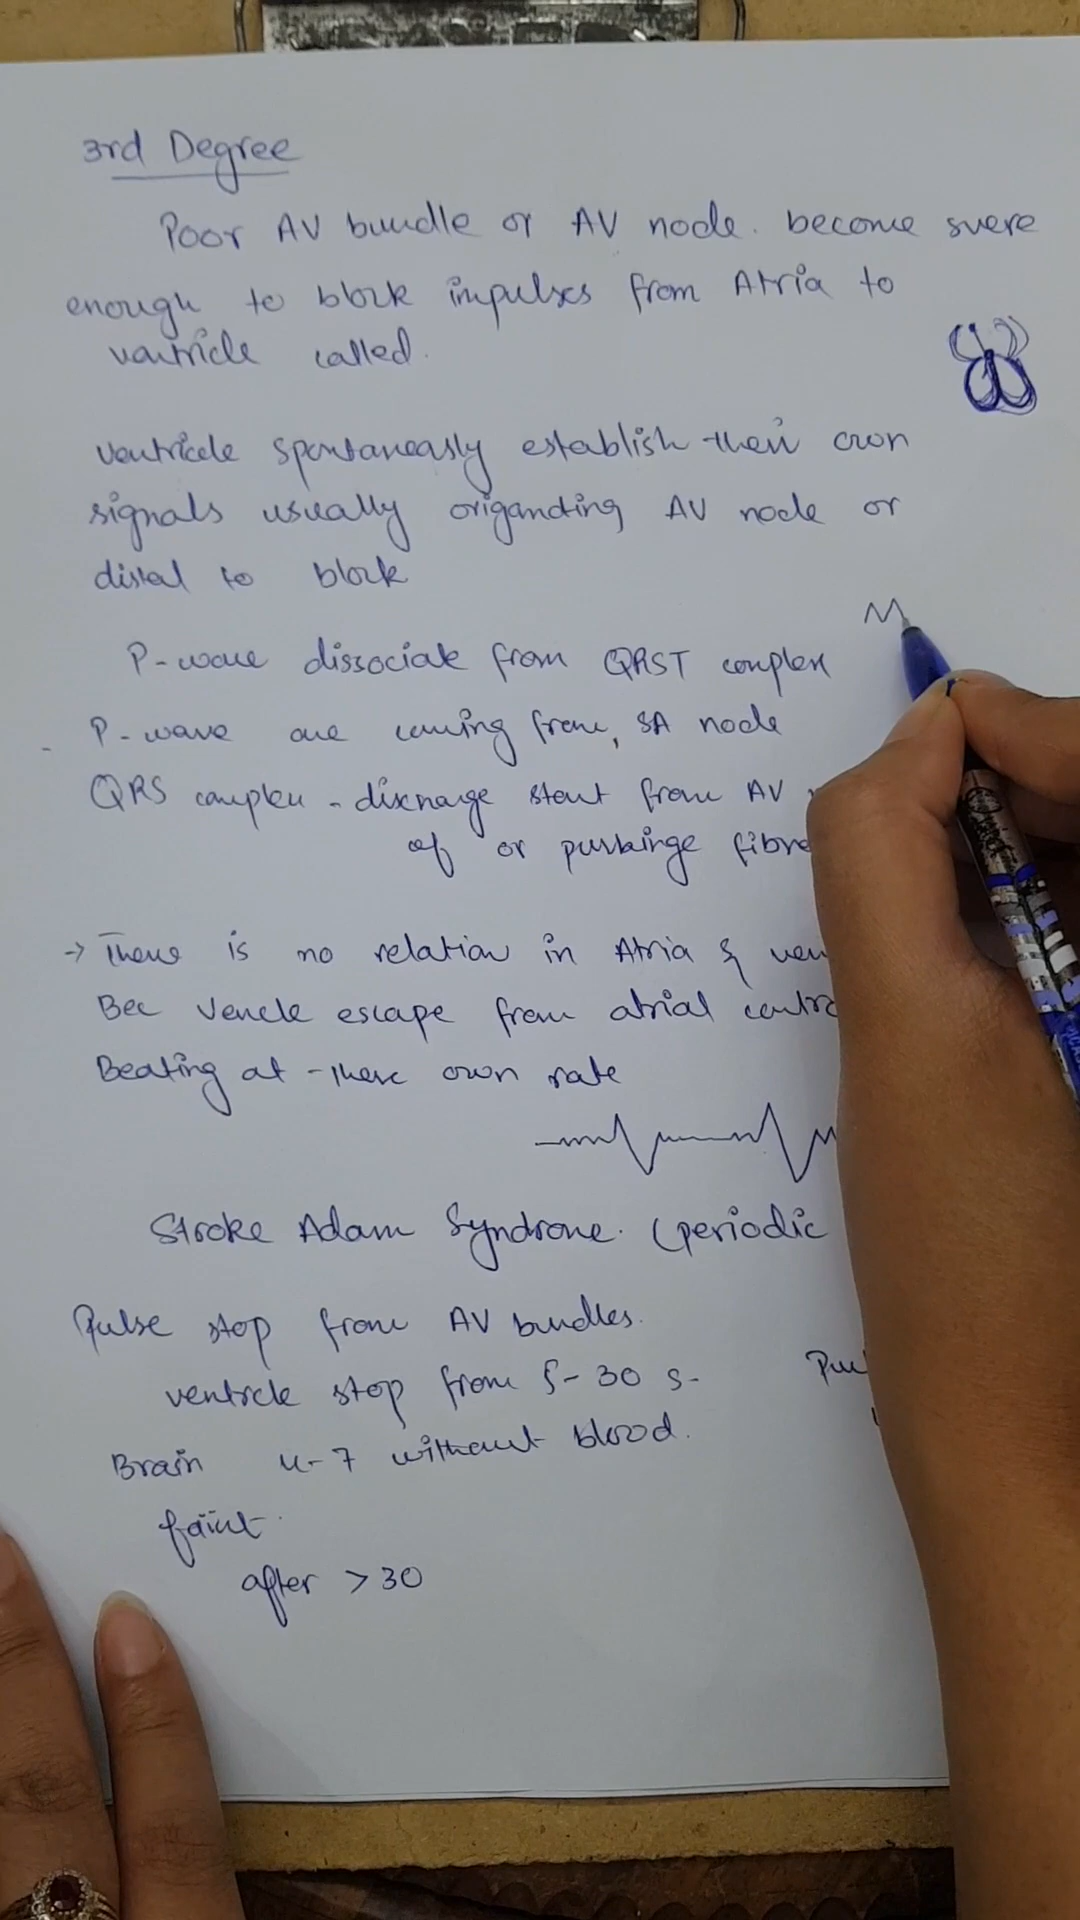 3rd Degree
Poor AV bundle or AV node. become svere
enough to block impulses from Atria to
ventricle called.
ventricle spontaneasly establish their own
signals usually origanding AV node or
distal to block
P-wave dissociate from QRST complex
P-wave are coming from, SA node
QRS complex - discharge start from AV
of or purkinge fibre
→ There is no relation in Atria & ven
Bec Vencle escape from atrial contro
Beating at there own rate
Stroke Adam Syndrone. (periodic
Pulse stop from AV bundles.
ventricle stop from 5-30 s-
Brain 4-7 without blood.
faint.
after >30